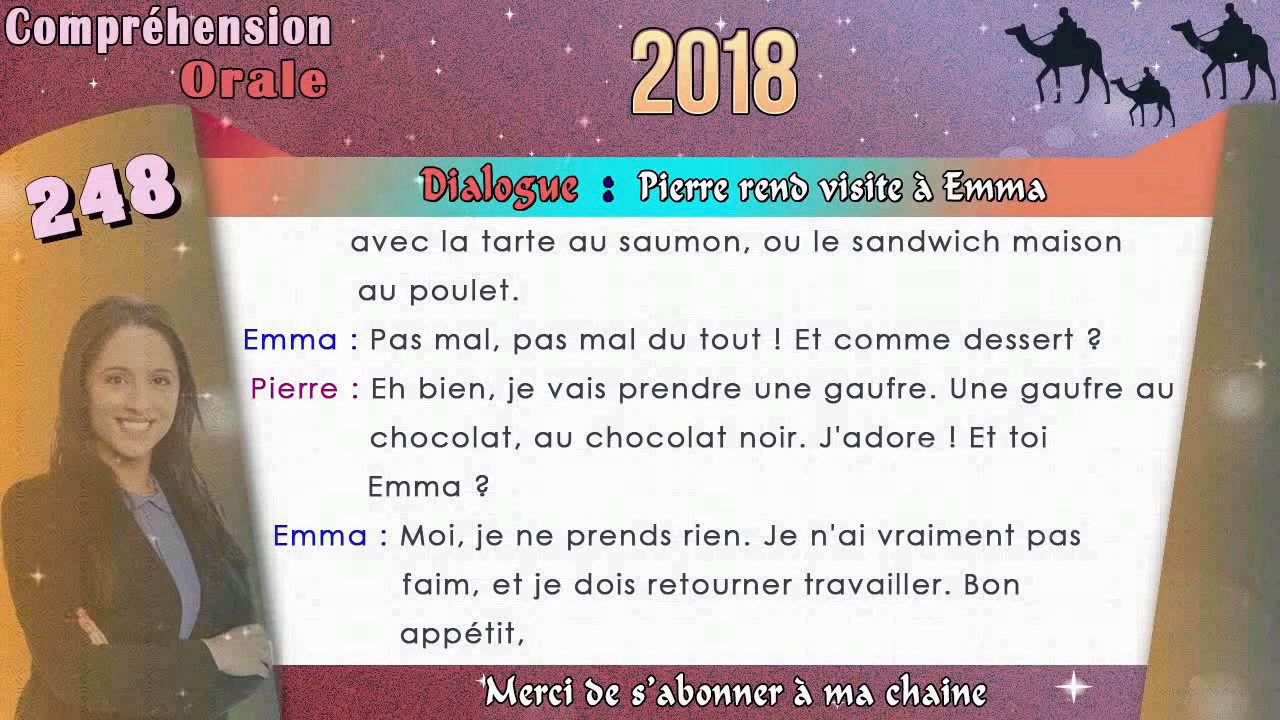 Compréhension
Orale
2018
248
Dialogue : Pierre rend visite à Emma
avec la tarte au saumon, ou le sandwich maison
au poulet.
Emma : Pas mal, pas mal du tout ! Et comme dessert ?
Pierre : Eh bien, je vais prendre une gaufre. Une gaufre au
chocolat, au chocolat noir. J'adore ! Et toi
Emma ?
Emma : Moi, je ne prends rien. Je n'ai vraiment pas
faim, et je dois retourner travailler. Bon
appétit,
Merci de s'abonner à ma chaine